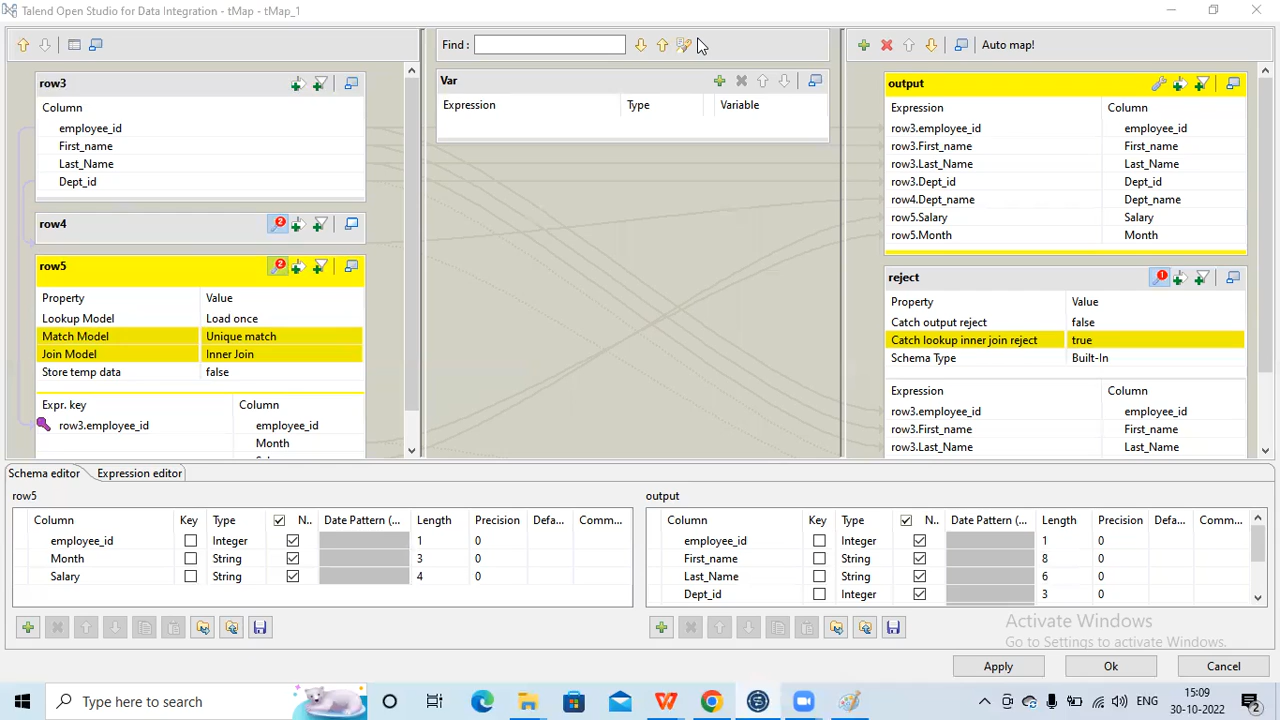 Talend Open Studio for Data Integration - tMap - tMap_1
Find :
Auto map!
row3
Column
employee_id
First_name
Last_Name
Dept_id
row4
2
row5
2
Property Value
Lookup Model Load once
Match Model Unique match
Join Model Inner Join
Store temp data false
Expr. key Column
row3.employee_id employee_id
Month
Var
Expression Type Variable
output
Expression Column
row3.employee_id employee_id
row3.First_name First_name
row3.Last_Name Last_Name
row3.Dept_id Dept_id
row4.Dept_name Dept_name
row5.Salary Salary
row5.Month Month
reject
1
Property Value
Catch output reject false
Catch lookup inner join reject true
Schema Type Built-In
Expression Column
row3.employee_id employee_id
row3.First_name First_name
row3.Last_Name Last_Name
Schema editor Expression editor
row5
Column Key Type N.. Date Pattern (... Length Precision Defa... Comm...
employee_id Integer 1 0
Month String 3 0
Salary String 4 0
output
Column Key Type N.. Date Pattern (... Length Precision Defa... Comm...
employee_id Integer 1 0
First_name String 8 0
Last_Name String 6 0
Dept_id Integer 3 0
Activate Windows
Go to Settings to activate Windows.
Apply Ok Cancel
Type here to search
ENG
15:09
30-10-2022
2